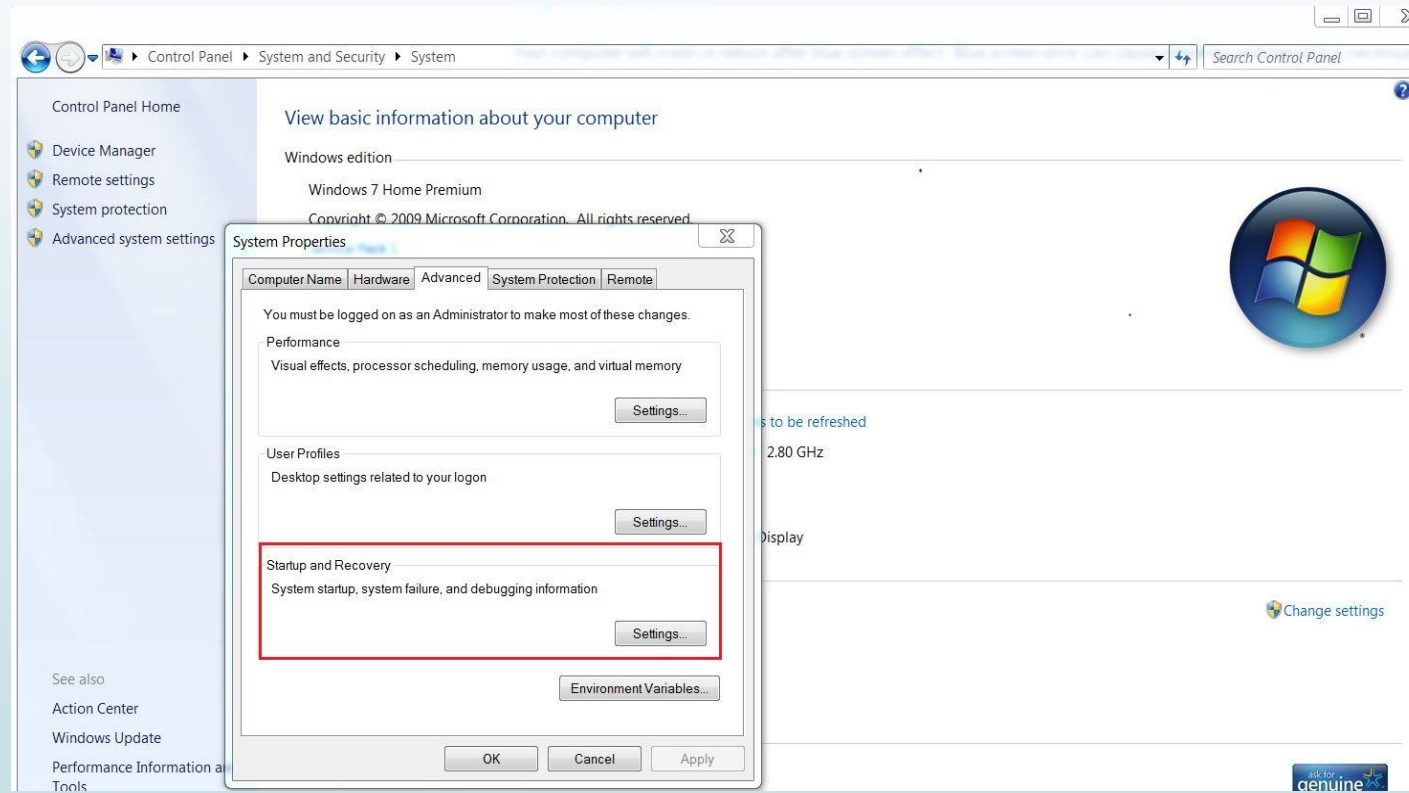 Control Panel System and Security System
Search Control Panel
Control Panel Home
Device Manager
Remote settings
System protection
Advanced system settings
See also
Action Center
Windows Update
Performance Information
Tools
View basic information about your computer
Windows edition
Windows 7 Home Premium
Copyright © 2009 Microsoft Corporation. All rights reserved.
System Properties
Computer Name Hardware Advanced System Protection Remote
You must be logged on as an Administrator to make most of these changes.
Performance
Visual effects, processor scheduling, memory usage, and virtual memory
Settings...
User Profiles
Desktop settings related to your logon
Settings...
Startup and Recovery
System startup, system failure, and debugging information
Settings...
Environment Variables...
OK Cancel Apply
s to be refreshed
2.80 GHz
Display
Change settings
ask for
genuine